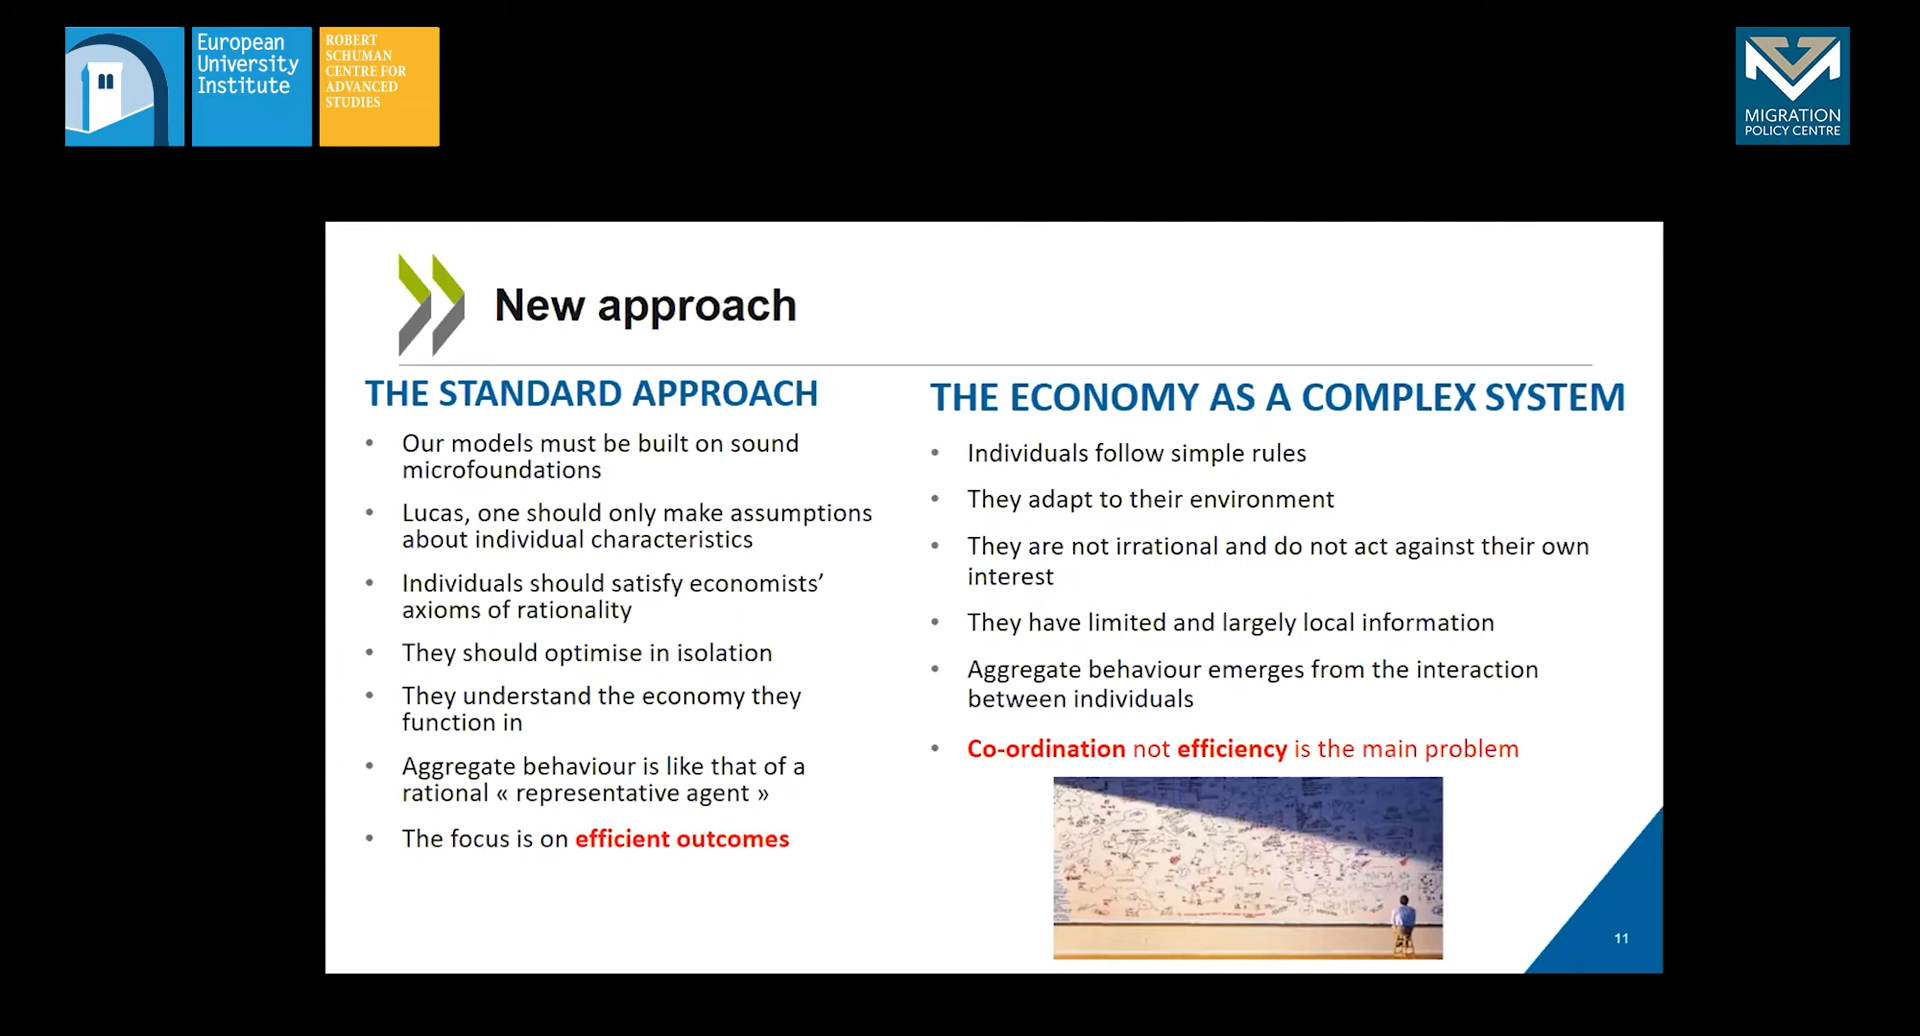 European
University
Institute
ROBERT
SCHUMAN
CENTRE FOR
ADVANCED
STUDIES
MIGRATION
POLICY CENTRE
New approach
THE STANDARD APPROACH
• Our models must be built on sound
microfoundations
• Lucas, one should only make assumptions
about individual characteristics
• Individuals should satisfy economists’
axioms of rationality
• They should optimise in isolation
• They understand the economy they
function in
• Aggregate behaviour is like that of a
rational « representative agent »
• The focus is on efficient outcomes
THE ECONOMY AS A COMPLEX SYSTEM
• Individuals follow simple rules
• They adapt to their environment
• They are not irrational and do not act against their own
interest
• They have limited and largely local information
• Aggregate behaviour emerges from the interaction
between individuals
• Co-ordination not efficiency is the main problem
11